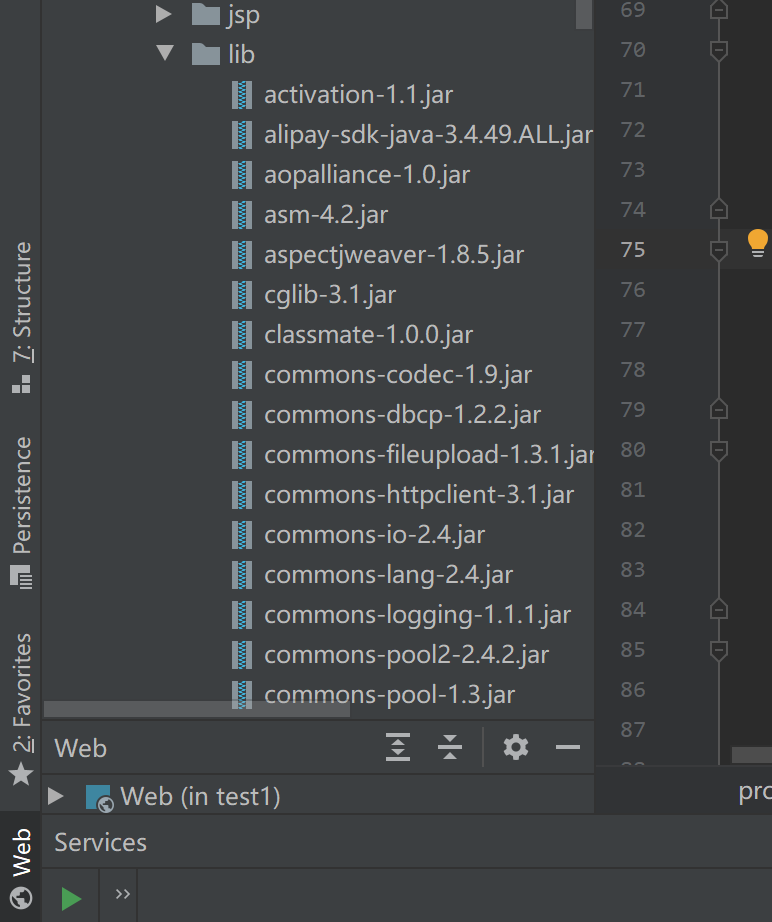 jsp
lib
activation-1.1.jar
alipay-sdk-java-3.4.49.ALL.jar
aopalliance-1.0.jar
asm-4.2.jar
aspectjweaver-1.8.5.jar
cglib-3.1.jar
classmate-1.0.0.jar
commons-codec-1.9.jar
commons-dbcp-1.2.2.jar
commons-fileupload-1.3.1.jar
commons-httpclient-3.1.jar
commons-io-2.4.jar
commons-lang-2.4.jar
commons-logging-1.1.1.jar
commons-pool2-2.4.2.jar
commons-pool-1.3.jar
Web
Web (in test1)
Services
7: Structure
Persistence
2: Favorites
Web
69
70
71
72
73
74
75
76
77
78
79
80
81
82
83
84
85
86
87
pro